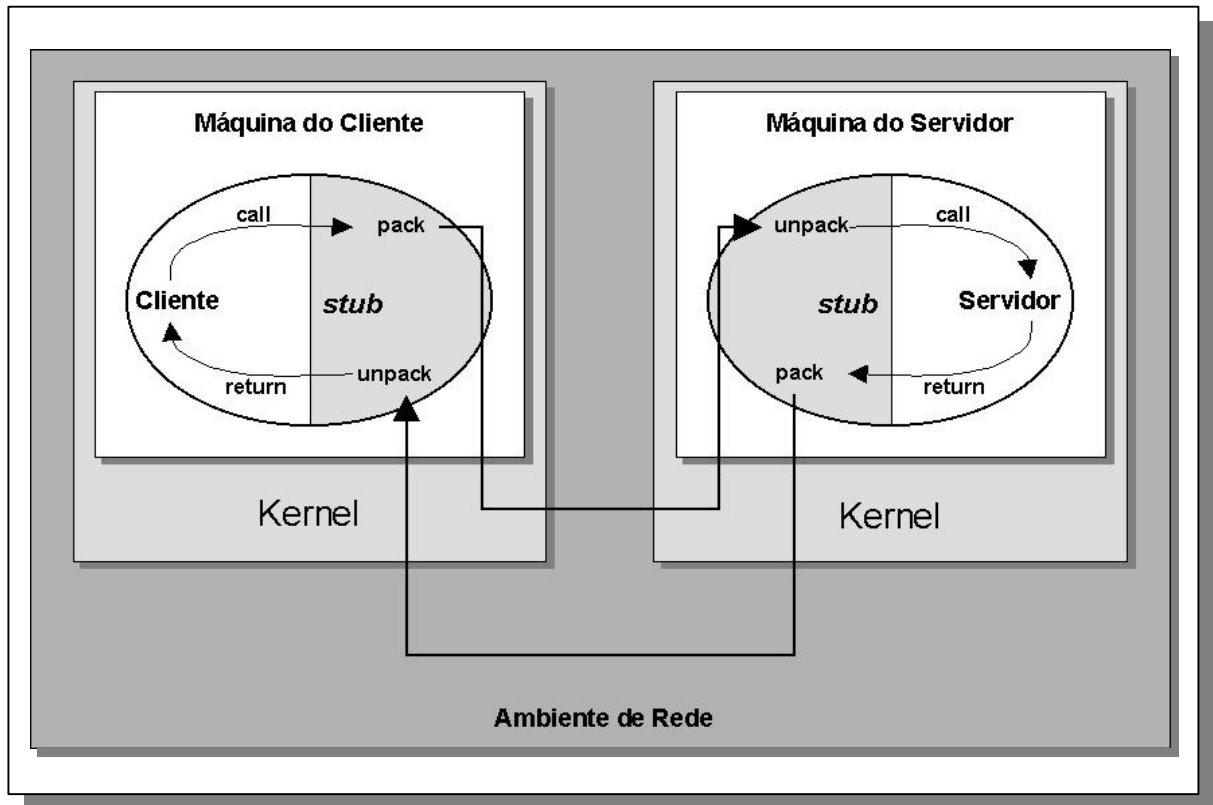 Máquina do Cliente
call
pack
Cliente
stub
return
unpack
Kernel
Máquina do Servidor
unpack
call
stub
Servidor
pack
return
Kernel
Ambiente de Rede